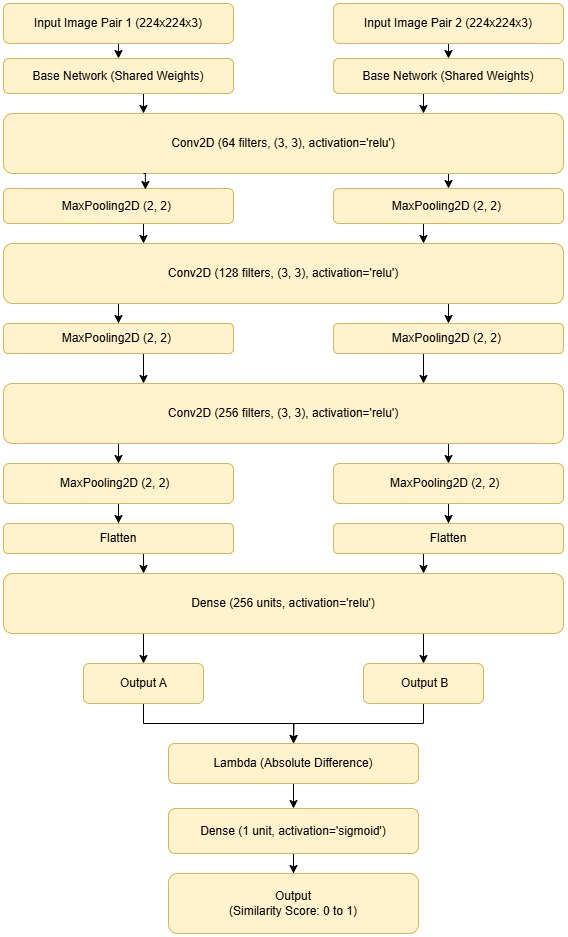 Input Image Pair 1 (224x224x3)
Input Image Pair 2 (224x224x3)
Base Network (Shared Weights)
Base Network (Shared Weights)
Conv2D (64 filters, (3, 3), activation='relu')
MaxPooling2D (2, 2)
MaxPooling2D (2, 2)
Conv2D (128 filters, (3, 3), activation='relu')
MaxPooling2D (2, 2)
MaxPooling2D (2, 2)
Conv2D (256 filters, (3, 3), activation='relu')
MaxPooling2D (2, 2)
MaxPooling2D (2, 2)
Flatten
Flatten
Dense (256 units, activation='relu')
Output A
Output B
Lambda (Absolute Difference)
Dense (1 unit, activation='sigmoid')
Output
(Similarity Score: 0 to 1)